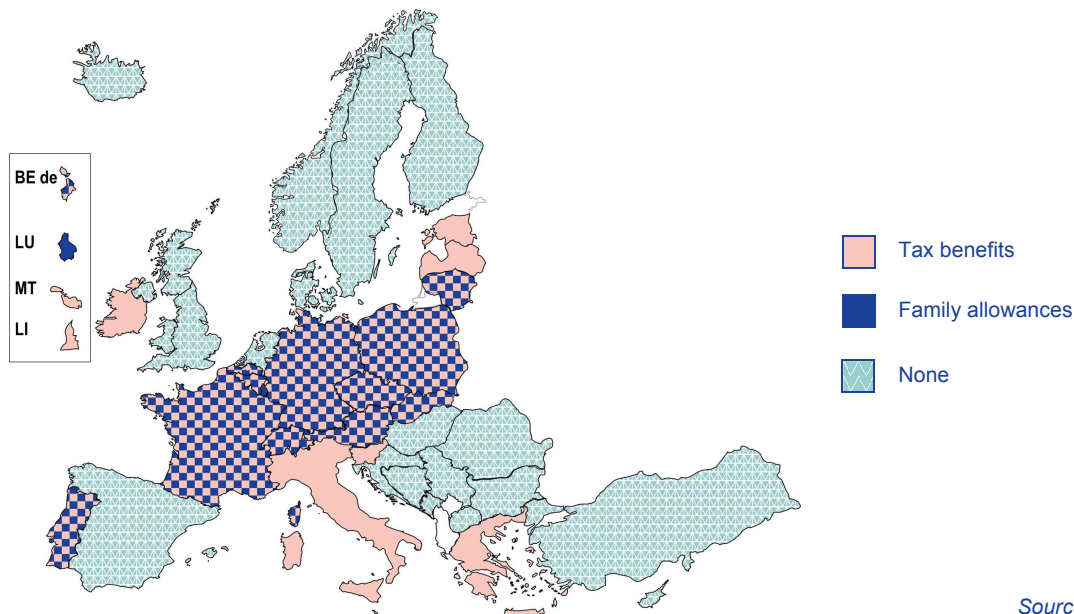 BE de
LU
MT
LI
Tax benefits
Family allowances
None
Sourc